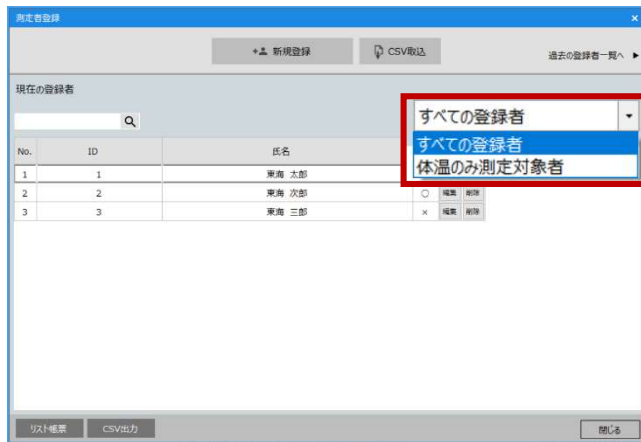 測定者登録 ×
新規登録 CSV取込 過去の登録者一覧へ ▶
現在の登録者
すべての登録者
すべての登録者
体温のみ測定対象者
No. ID 氏名
1 1 東海 太郎
2 2 東海 次郎 ○ 編集 削除
3 3 東海 三郎 × 編集 削除
リスト帳票 CSV出力 閉じる